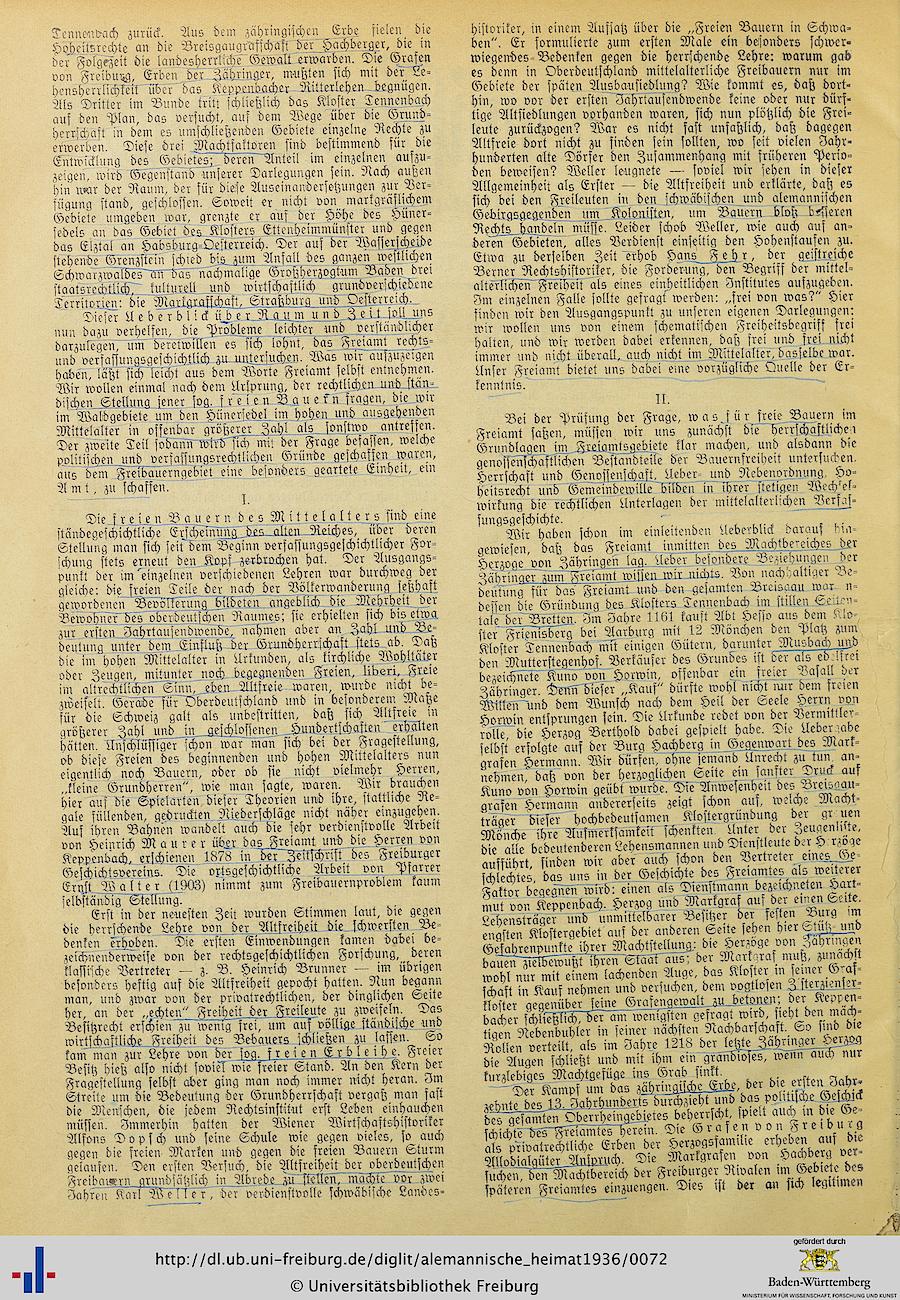 Tennenbach zurück. Aus dem zähringischen Erbe fielen die
Hoheitsrechte an die Breisgaugrafschaft der Hachberger, die in
der Folgezeit die landesherrliche Gewalt erwarben. Die Grafen
von Freiburg, Erben der Zähringer, mußten sich mit der Le-
hensherrlichkeit über das Keppenbacher Ritterlehen begnügen.
Als Dritter im Bunde tritt schließlich das Kloster Tennenbach
auf den Plan, das versucht, auf dem Wege über die Grund-
herrschaft in dem es umschließenden Gebiete einzelne Rechte zu
erwerben. Diese drei Machtfaktoren sind bestimmend für die
Entwicklung des Gebietes; deren Anteil im einzelnen aufzu-
zeigen, wird Gegenstand unserer Darlegungen sein. Nach außen
hin war der Raum, der für diese Auseinandersetzungen zur Ver-
fügung stand, geschlossen. Soweit er nicht von markgräflichem
Gebiete umgeben war, grenzte er auf der Höhe des Hüner-
sedels an das Gebiet des Klosters Ettenheimmünster und gegen
das Elztal an Habsburg-Oesterreich. Der auf der Wasserscheide
stehende Grenzstein schied bis zum Anfall des ganzen westlichen
Schwarzwaldes an das nachmalige Großherzogtum Baden drei
staatsrechtlich, kulturell und wirtschaftlich grundverschiedene
Territorien: die Markgrafschaft, Straßburg und Oesterreich.
Dieser Ueberblick über Raum und Zeit soll uns
nun dazu verhelfen, die Probleme leichter und verständlicher
darzulegen, um deretwillen es sich lohnt, das Freiamt rechts-
und verfassungsgeschichtlich zu untersuchen. Was wir aufzuzeigen
haben, läßt sich leicht aus dem Worte Freiamt selbst entnehmen.
Wir wollen einmal nach dem Ursprung, der rechtlichen und stän-
dischen Stellung jener sog. freien Bauern fragen, die wir
im Waldgebiete um den Hünersedel im hohen und ausgehenden
Mittelalter in offenbar größerer Zahl als sonstwo antreffen.
Der zweite Teil sodann wird sich mit der Frage befassen, welche
politischen und verfassungsrechtlichen Gründe geschaffen waren,
aus dem Freibauerngebiet eine besonders geartete Einheit, ein
Amt, zu schaffen.
I.
Die freien Bauern des Mittelalters sind eine
ständegeschichtliche Erscheinung des alten Reiches, über deren
Stellung man sich seit dem Beginn verfassungsgeschichtlicher For-
schung stets erneut den Kopf zerbrochen hat. Der Ausgangs-
punkt der im einzelnen verschiedenen Lehren war durchweg der
gleiche: die freien Teile der nach der Völkerwanderung seßhaft
gewordenen Bevölkerung bildeten angeblich die Mehrheit der
Bewohner des oberdeutschen Raumes; sie erhielten sich bis etwa
zur ersten Jahrtausendwende, nahmen aber an Zahl und Be-
deutung unter dem Einfluß der Grundherrschaft stets ab. Daß
die im hohen Mittelalter in Urkunden, als kirchliche Wohltäter
oder Zeugen, mitunter noch begegnenden Freien, liberi, Freie
im altrechtlichen Sinn, eben Altfreie waren, wurde nicht be-
zweifelt. Gerade für Oberdeutschland und in besonderem Maße
für die Schweiz galt als unbestritten, daß sich Altfreie in
größerer Zahl und in geschlossenen Hundertschaften erhalten
hätten. Unschlüssiger schon war man sich bei der Fragestellung,
ob diese Freien des beginnenden und hohen Mittelalters nun
eigentlich noch Bauern, oder ob sie nicht vielmehr Herren,
„kleine Grundherren", wie man sagte, waren. Wir brauchen
hier auf die Spielarten dieser Theorien und ihre, stattliche Re-
gale füllenden, gedruckten Niederschläge nicht näher einzugehen.
Auf ihren Bahnen wandelt auch die sehr verdienstvolle Arbeit
von Heinrich Maurer über das Freiamt und die Herren von
Keppenbach, erschienen 1878 in der Zeitschrift des Freiburger
Geschichtsvereins. Die ortsgeschichtliche Arbeit von Pfarrer
Ernst Walter (1903) nimmt zum Freibauernproblem kaum
selbständig Stellung.
Erst in der neuesten Zeit wurden Stimmen laut, die gegen
die herrschende Lehre von der Altfreiheit die schwersten Be-
denken erhoben. Die ersten Einwendungen kamen dabei be-
zeichnenderweise von der rechtsgeschichtlichen Forschung, deren
klassische Vertreter — z. B. Heinrich Brunner — im übrigen
besonders heftig auf die Altfreiheit gepocht hatten. Nun begann
man, und zwar von der privatrechtlichen, der dinglichen Seite
her, an der „echten" Freiheit der Freileute zu zweifeln. Das
Besitzrecht erschien zu wenig frei, um auf völlige ständische und
wirtschaftliche Freiheit des Bebauers schließen zu lassen. So
kam man zur Lehre von der sog. freien Erbleihe. Freier
Besitz hieß also nicht soviel wie freier Stand. An den Kern der
Fragestellung selbst aber ging man noch immer nicht heran. Im
Streite um die Bedeutung der Grundherrschaft vergaß man fast
die Menschen, die jedem Rechtsinstitut erst Leben einhauchen
müssen. Immerhin hatten der Wiener Wirtschaftshistoriker
Alfons Dopsch und seine Schule wie gegen vieles, so auch
gegen die freien Marken und gegen die freien Bauern Sturm
gelaufen. Den ersten Versuch, die Altfreiheit der oberdeutschen
Freibauern grundsätzlich in Abrede zu stellen, machte vor zwei
Jahren Karl Weller, der verdienstvolle schwäbische Landes-
historiker, in einem Aufsatz über die „Freien Bauern in Schwa-
ben". Er formulierte zum ersten Male ein besonders schwer-
wiegendes Bedenken gegen die herrschende Lehre: warum gab
es denn in Oberdeutschland mittelalterliche Freibauern nur im
Gebiete der späten Ausbausiedlung? Wie kommt es, daß dort-
hin, wo vor der ersten Jahrtausendwende keine oder nur dürf-
tige Altsiedlungen vorhanden waren, sich nun plötzlich die Frei-
leute zurückzogen? War es nicht fast unfaßlich, daß dagegen
Altfreie dort nicht zu finden sein sollten, wo seit vielen Jahr-
hunderten alte Dörfer den Zusammenhang mit früheren Perio-
den beweisen? Weller leugnete — soviel wir sehen in dieser
Allgemeinheit als Erster — die Altfreiheit und erklärte, daß es
sich bei den Freileuten in den schwäbischen und alemannischen
Gebirgsgegenden um Kolonisten, um Bauern bloß besseren
Rechts handeln müsse. Leider schob Weller, wie auch auf an-
deren Gebieten, alles Verdienst einseitig den Hohenstaufen zu.
Etwa zu derselben Zeit erhob Hans Fehr, der geistreiche
Berner Rechtshistoriker, die Forderung, den Begriff der mittel-
alterlichen Freiheit als eines einheitlichen Institutes aufzugeben.
Im einzelnen Falle sollte gefragt werden: „frei von was?" Hier
finden wir den Ausgangspunkt zu unseren eigenen Darlegungen:
wir wollen uns von einem schematischen Freiheitsbegriff frei
halten, und wir werden dabei erkennen, daß frei und frei nicht
immer und nicht überall, auch nicht im Mittelalter, dasselbe war.
Unser Freiamt bietet uns dabei eine vorzügliche Quelle der Er-
kenntnis.
II.
Bei der Prüfung der Frage, was für freie Bauern im
Freiamt saßen, müssen wir uns zunächst die herrschaftlichen
Grundlagen im Freiamtsgebiete klar machen, und alsdann die
genossenschaftlichen Bestandteile der Bauernfreiheit untersuchen.
Herrschaft und Genossenschaft, Ueber- und Nebenordnung, Ho-
heitsrecht und Gemeindewille bilden in ihrer stetigen Wechsel-
wirkung die rechtlichen Unterlagen der mittelalterlichen Verfas-
sungsgeschichte.
Wir haben schon im einleitenden Ueberblick darauf hin-
gewiesen, daß das Freiamt inmitten des Machtbereiches der
Herzoge von Zähringen lag. Ueber besondere Beziehungen der
Zähringer zum Freiamt wissen wir nichts. Von nachhaltiger Be-
deutung für das Freiamt und den gesamten Breisgau war in-
dessen die Gründung des Klosters Tennenbach im stillen Seiten-
tale der Bretten. Im Jahre 1161 kauft Abt Hesso aus dem Klo-
ster Frienisberg bei Aarburg mit 12 Mönchen den Platz zum
Kloster Tennenbach mit einigen Gütern, darunter Musbach und
den Mutterstegenhof. Verkäufer des Grundes ist der als edelfrei
bezeichnete Kuno von Horwin, offenbar ein freier Vasall der
Zähringer. Denn dieser „Kauf" dürfte wohl nicht nur dem freien
Willen und dem Wunsch nach dem Heil der Seele Herrn von
Horwin entsprungen sein. Die Urkunde redet von der Vermittler-
rolle, die Herzog Berthold dabei gespielt habe. Die Uebergabe
selbst erfolgte auf der Burg Hachberg in Gegenwart des Mark-
grafen Hermann. Wir dürfen, ohne jemand Unrecht zu tun, an-
nehmen, daß von der herzoglichen Seite ein sanfter Druck auf
Kuno von Horwin geübt wurde. Die Anwesenheit des Breisgau-
grafen Hermann andererseits zeigt schon auf, welche Macht-
träger dieser hochbedeutsamen Klostergründung der grauen
Mönche ihre Aufmerksamkeit schenkten. Unter der Zeugenliste,
die alle bedeutenderen Lehensmannen und Dienstleute der Herzöge
aufführt, finden wir aber auch schon den Vertreter eines Ge-
schlechtes, das uns in der Geschichte des Freiamtes als weiterer
Faktor begegnen wird: einen als Dienstmann bezeichneten Hart-
mut von Keppenbach. Herzog und Markgraf auf der einen Seite,
Lehensträger und unmittelbarer Besitzer der festen Burg im
engsten Klostergebiet auf der anderen Seite sehen hier Stütz- und
Gefahrenpunkte ihrer Machtstellung: die Herzöge von Zähringen
bauen zielbewußt ihren Staat aus; der Markgraf muß, zunächst
wohl nur mit einem lachenden Auge, das Kloster in seiner Graf-
schaft in Kauf nehmen und versuchen, dem vogtlosen Zisterzienser-
kloster gegenüber seine Grafengewalt zu betonen; der Keppen-
bacher schließlich, der am wenigsten gefragt wird, sieht den mäch-
tigen Nebenbuhler in seiner nächsten Nachbarschaft. So sind die
Rollen verteilt, als im Jahre 1218 der letzte Zähringer Herzog
die Augen schließt und mit ihm ein grandioses, wenn auch nur
kurzlebiges Machtgefüge ins Grab sinkt.
Der Kampf um das zähringische Erbe, der die ersten Jahr-
zehnte des 13. Jahrhunderts durchzieht und das politische Geschick
des gesamten Oberrheingebietes beherrscht, spielt auch in die Ge-
schichte des Freiamtes herein. Die Grafen von Freiburg
als privatrechtliche Erben der Herzogsfamilie erheben auf die
Allodialgüter Anspruch. Die Markgrafen von Hachberg ver-
suchen, den Machtbereich der Freiburger Rivalen im Gebiete des
späteren Freiamtes einzuengen. Dies ist der an sich legitimen
http://dl.ub.uni-freiburg.de/diglit/alemannische_heimat1936/0072
© Universitätsbibliothek Freiburg
gefördert durch
Baden-Württemberg
MINISTERIUM FÜR WISSENSCHAFT, FORSCHUNG UND KUNST